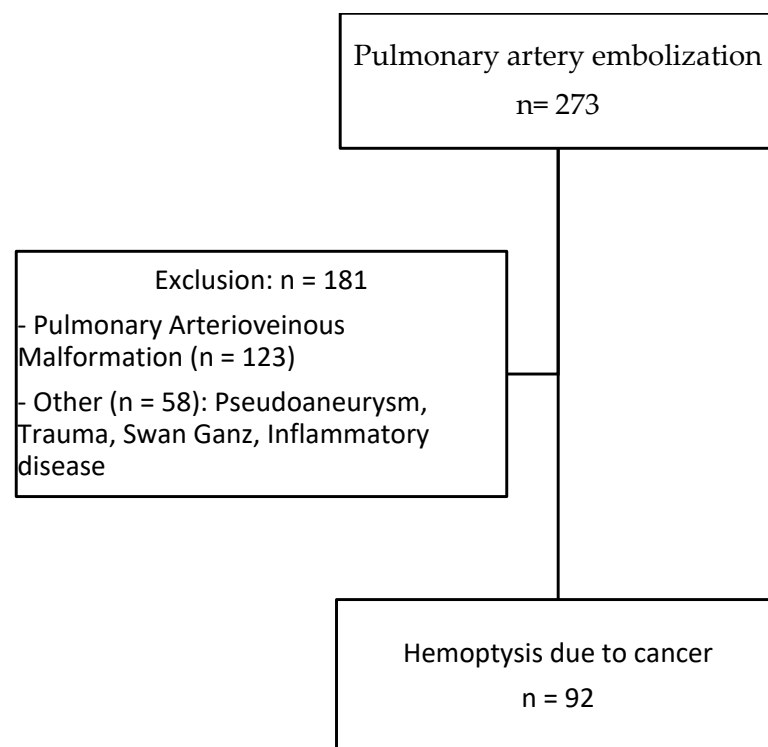 Pulmonary artery embolization
n= 273
Exclusion: n = 181
- Pulmonary Arterioveinous
Malformation (n = 123)
- Other (n = 58): Pseudoaneurysm,
Trauma, Swan Ganz, Inflammatory
disease
Hemoptysis due to cancer
n = 92